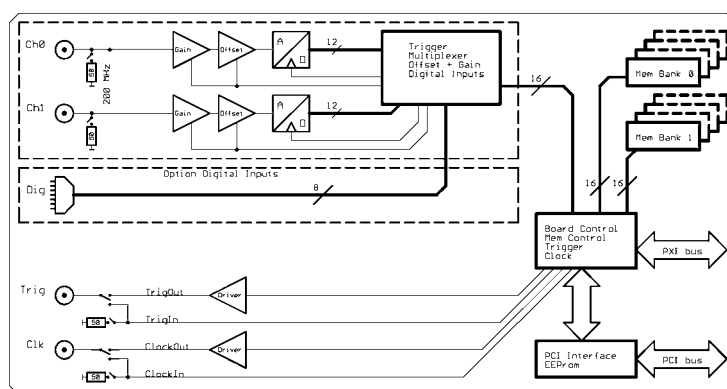 Ch0
50
200 MHz
Gain
Offset
A
D
12
Trigger
Multiplexer
Offset + Gain
Digital Inputs
16
Mem Bank 0
Ch1
50
Gain
Offset
A
D
12
Mem Bank 1
Option Digital Inputs
Dig
8
16
16
Board Control
Mem Control
Trigger
Clock
PXI bus
Trig
TrigOut
Driver
50
TrigIn
Clk
ClockOut
Driver
50
ClockIn
PCI Interface
EEProm
PCI bus